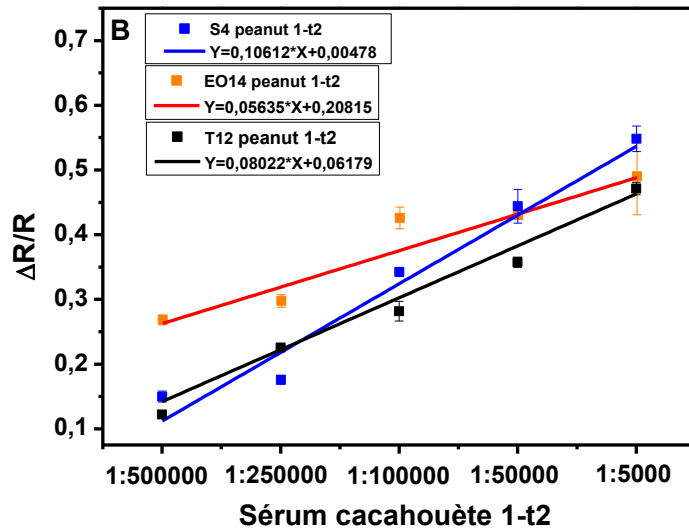 B
S4 peanut 1-t2
Y=0,10612*X+0,00478
EO14 peanut 1-t2
Y=0,05635*X+0,20815
T12 peanut 1-t2
Y=0,08022*X+0,06179
0,7
0,6
0,5
0,4
0,3
0,2
0,1
ΔR/R
1:500000 1:250000 1:100000 1:50000 1:5000
Sérum cacahouète 1-t2